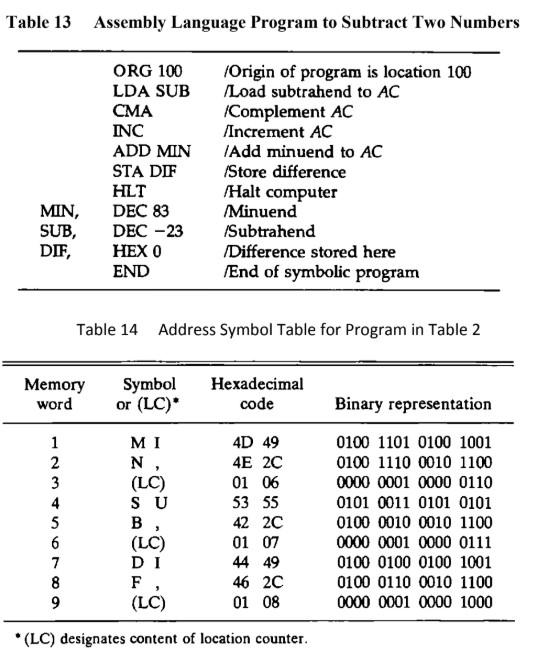 Table 13 Assembly Language Program to Subtract Two Numbers
ORG 100 /Origin of program is location 100
LDA SUB /Load subtrahend to AC
CMA /Complement AC
INC /Increment AC
ADD MIN /Add minuend to AC
STA DIF /Store difference
HLT /Halt computer
MIN, DEC 83 /Minuend
SUB, DEC −23 /Subtrahend
DIF, HEX 0 /Difference stored here
END /End of symbolic program
Table 14 Address Symbol Table for Program in Table 2
Memory Symbol Hexadecimal
word or (LC)* code Binary representation
1 M I 4D 49 0100 1101 0100 1001
2 N , 4E 2C 0100 1110 0010 1100
3 (LC) 01 06 0000 0001 0000 0110
4 S U 53 55 0101 0011 0101 0101
5 B , 42 2C 0100 0010 0010 1100
6 (LC) 01 07 0000 0001 0000 0111
7 D I 44 49 0100 0100 0100 1001
8 F , 46 2C 0100 0110 0010 1100
9 (LC) 01 08 0000 0001 0000 1000
* (LC) designates content of location counter.